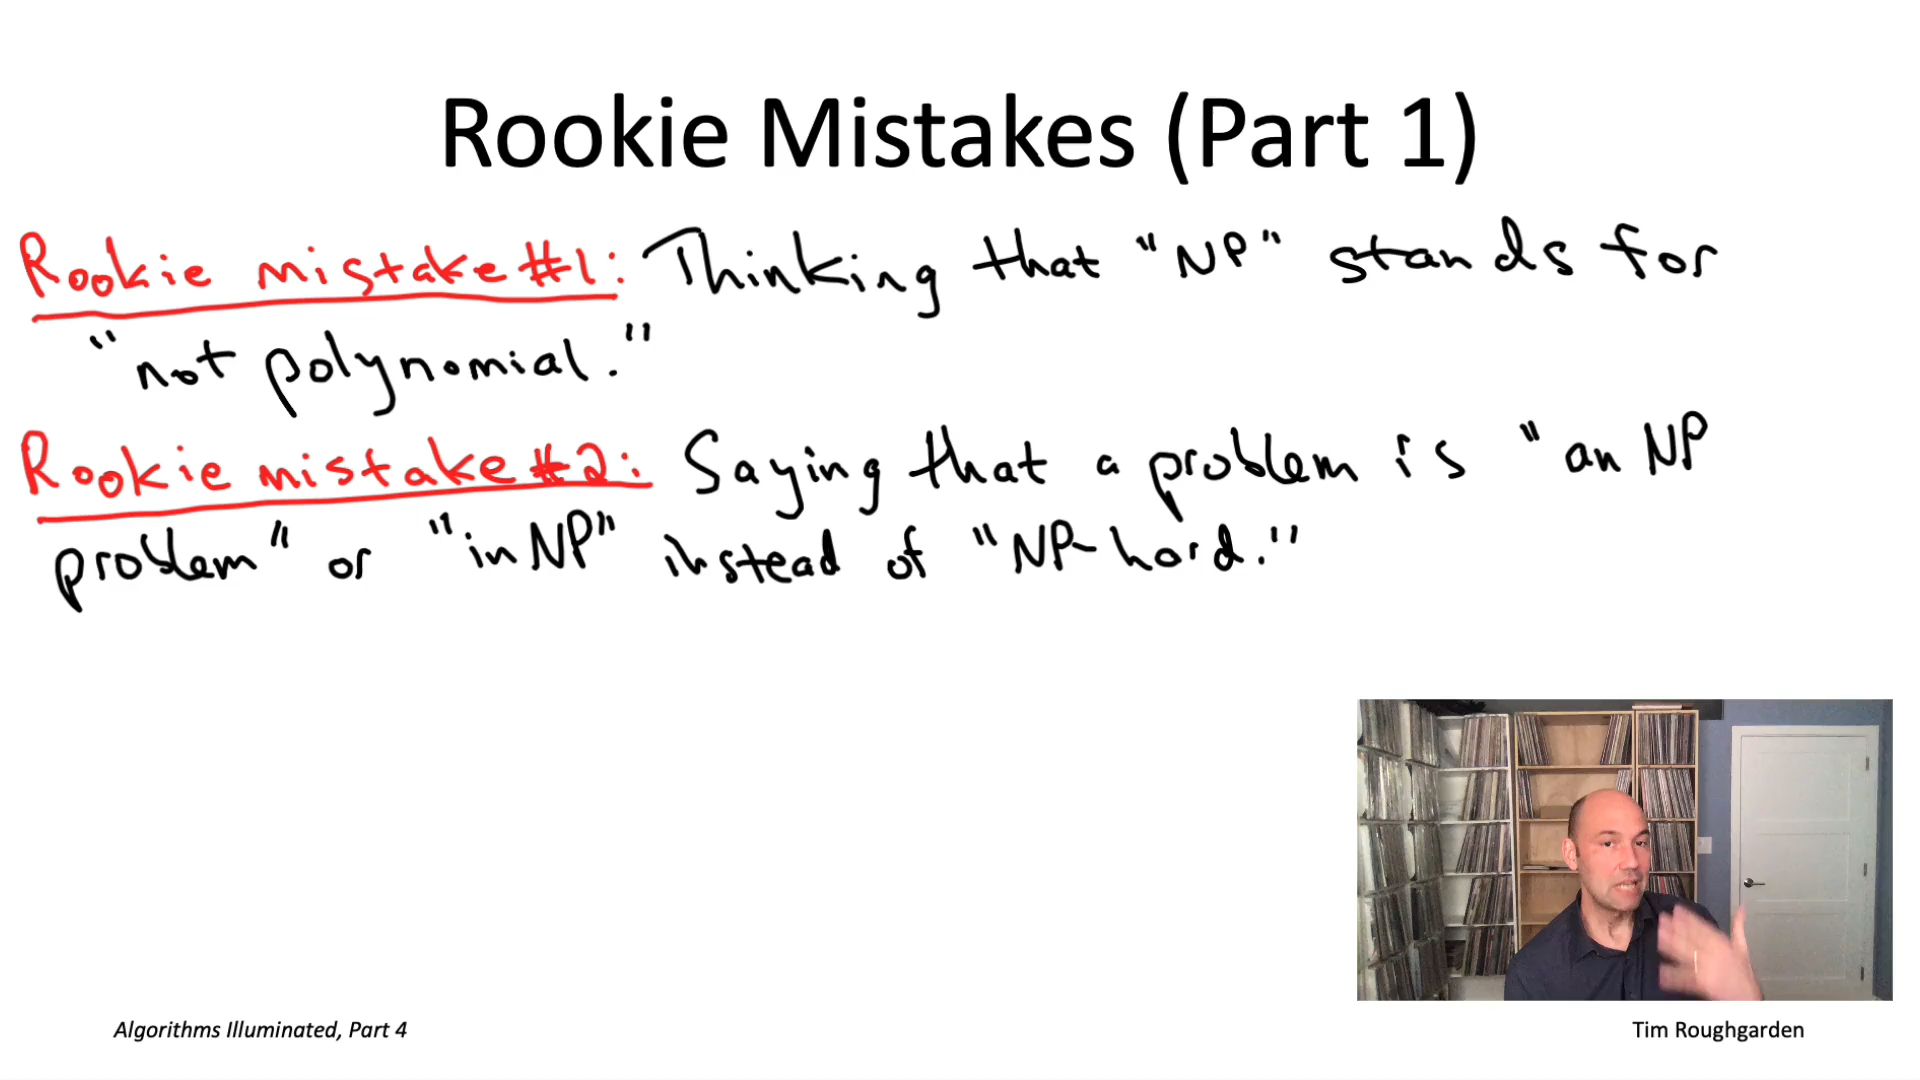 Rookie Mistakes (Part 1)
Rookie mistake #1: Thinking that "NP" stands for
"not polynomial."
Rookie mistake #2: Saying that a problem is "an NP
problem" or "in NP" instead of "NP-hard."
Algorithms Illuminated, Part 4
Tim Roughgarden